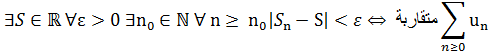 ∃S ∈ ℝ ∀ε > 0 ∃n₀ ∈ ℕ ∀ n ≥ n₀|Sₙ − S| < ε ⇔ متقاربة ∑_{n≥0} uₙ